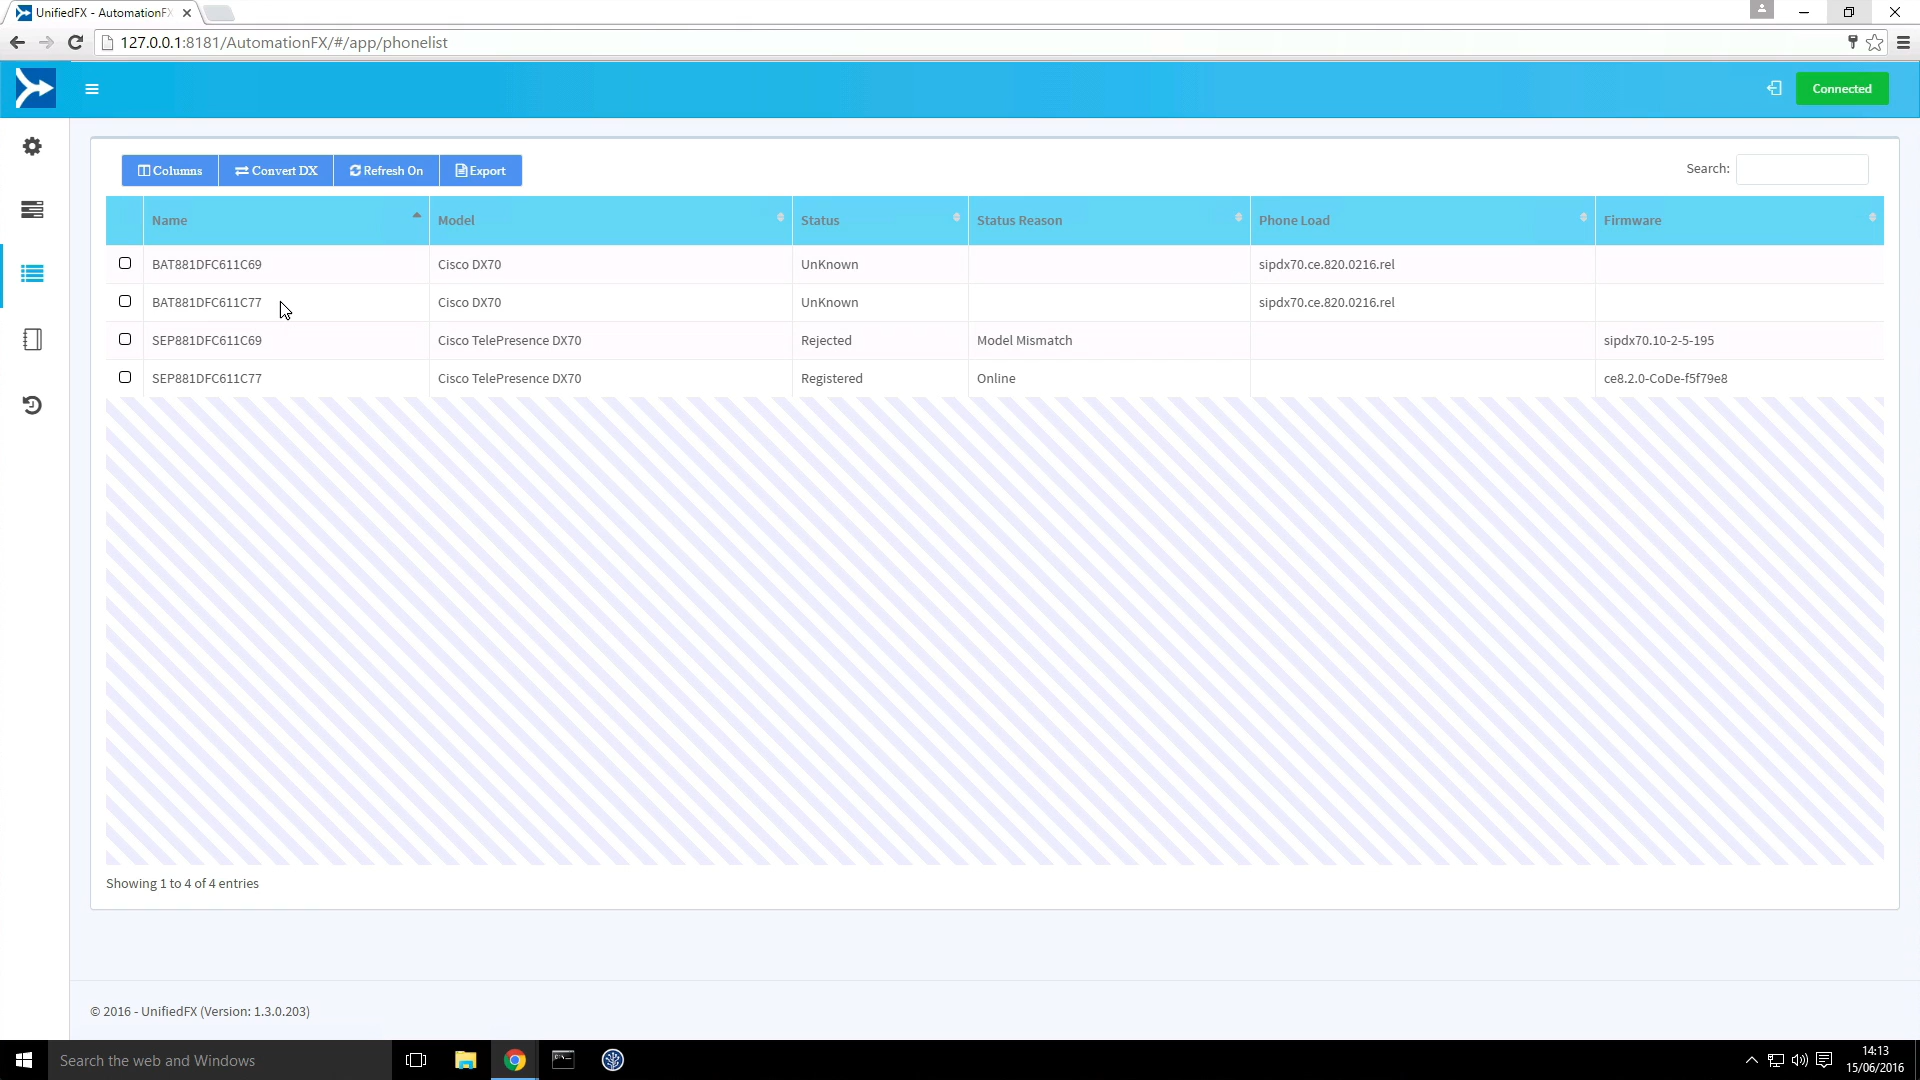 UnifiedFX - AutomationFX
127.0.0.1:8181/AutomationFX/#/app/phonelist
Connected
Columns Convert DX Refresh On Export Search:
Name Model Status Status Reason Phone Load Firmware
BAT881DFC611C69 Cisco DX70 UnKnown sipdx70.ce.820.0216.rel
BAT881DFC611C77 Cisco DX70 UnKnown sipdx70.ce.820.0216.rel
SEP881DFC611C69 Cisco TelePresence DX70 Rejected Model Mismatch sipdx70.10-2-5-195
SEP881DFC611C77 Cisco TelePresence DX70 Registered Online ce8.2.0-CoDe-f5f79e8
Showing 1 to 4 of 4 entries
© 2016 - UnifiedFX (Version: 1.3.0.203)
Search the web and Windows
14:13
15/06/2016